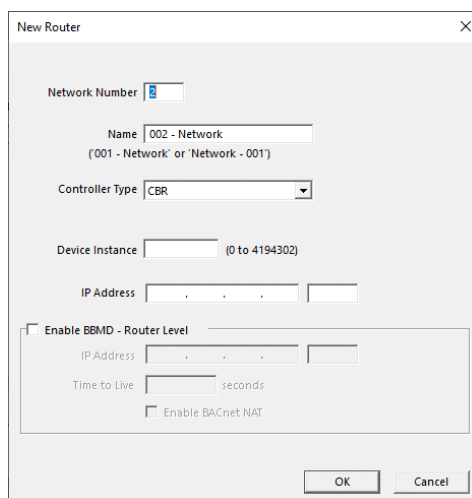 New Router
Network Number 2
Name 002 - Network
('001 - Network' or 'Network - 001')
Controller Type CBR
Device Instance (0 to 4194302)
IP Address . . .
Enable BBMD - Router Level
IP Address . . .
Time to Live seconds
Enable BACnet NAT
OK Cancel